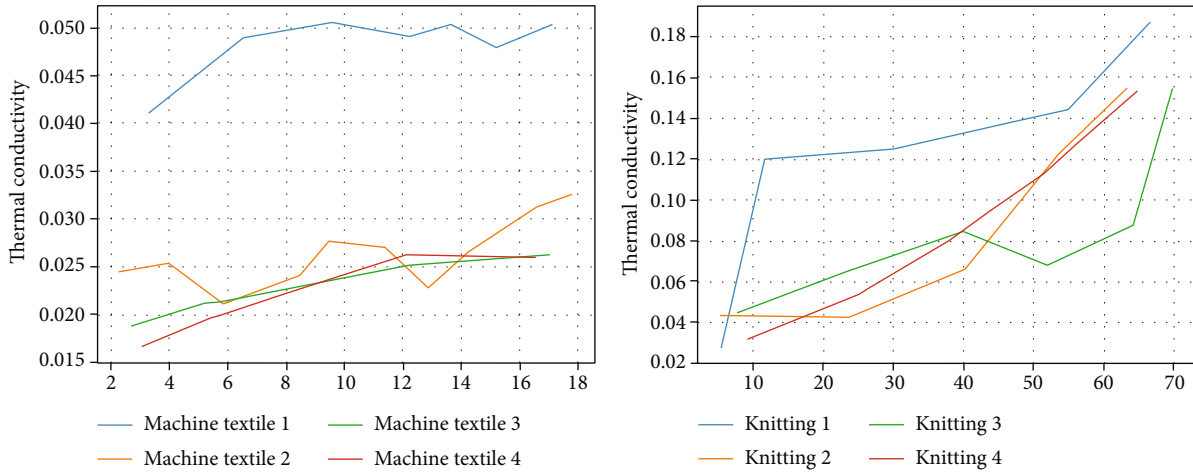 Thermal conductivity
0.050
0.045
0.040
0.035
0.030
0.025
0.020
0.015
2 4 6 8 10 12 14 16 18
Machine textile 1
Machine textile 3
Machine textile 2
Machine textile 4
Thermal conductivity
0.18
0.16
0.14
0.12
0.10
0.08
0.06
0.04
0.02
10 20 30 40 50 60 70
Knitting 1
Knitting 3
Knitting 2
Knitting 4